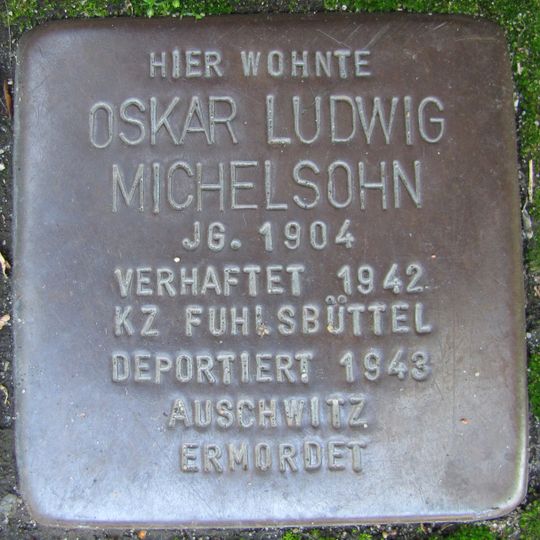 HIER WOHNTE
OSKAR LUDWIG
MICHELSOHN
JG. 1904
VERHAFTET 1942
KZ FUHLSBÜTTEL
DEPORTIERT 1943
AUSCHWITZ
ERMORDET